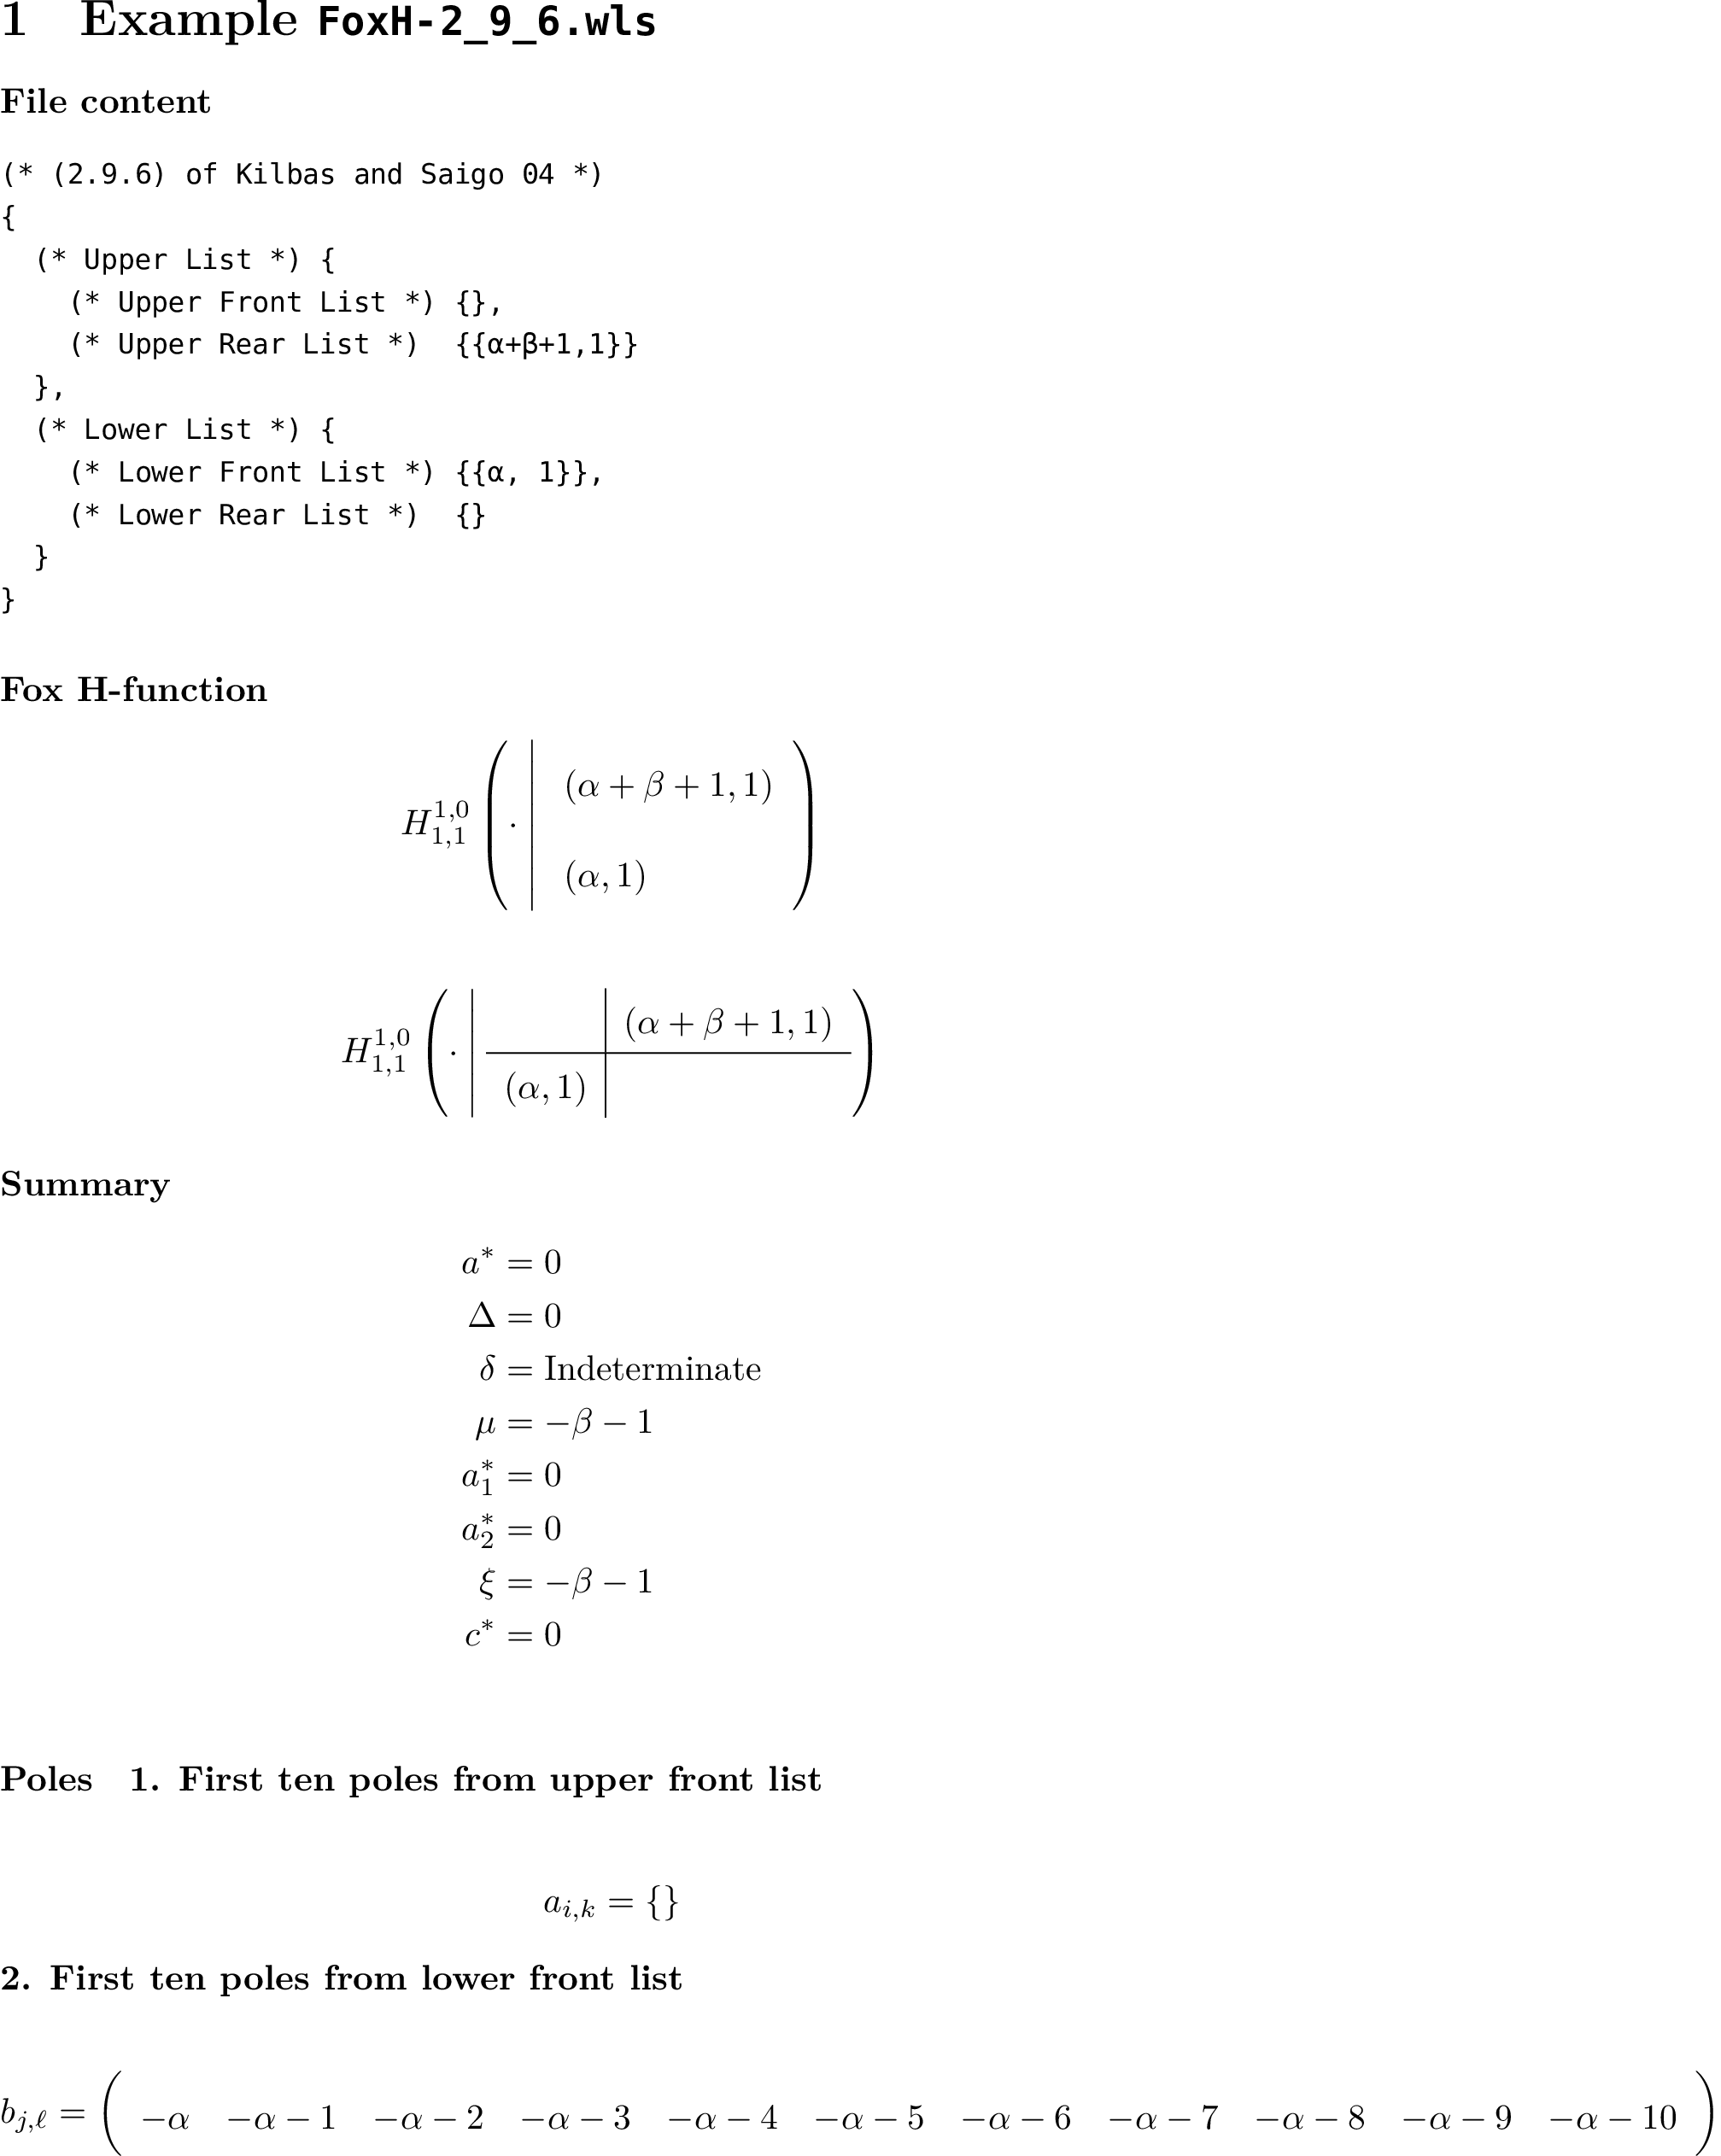 1 Example FoxH-2_9_6.wls
File content
(* (2.9.6) of Kilbas and Saigo 04 *)
{
  (* Upper List *) {
    (* Upper Front List *) {},
    (* Upper Rear List *)  {{α+β+1,1}}
  },
  (* Lower List *) {
    (* Lower Front List *) {{α, 1}},
    (* Lower Rear List *)  {}
  }
}
Fox H-function
$H_{1,1}^{1,0}\left(\cdot\,\middle|\,\begin{array}{c}(\alpha+\beta+1,1)\\(\alpha,1)\end{array}\right)$
$H_{1,1}^{1,0}\left(\cdot\,\middle|\,\begin{array}{c|c} & (\alpha+\beta+1,1)\\ \hline (\alpha,1) & \end{array}\right)$
Summary
$a^* = 0$
$\Delta = 0$
$\delta = \text{Indeterminate}$
$\mu = -\beta - 1$
$a_1^* = 0$
$a_2^* = 0$
$\xi = -\beta - 1$
$c^* = 0$
Poles 1. First ten poles from upper front list
$a_{i,k} = \{\}$
2. First ten poles from lower front list
$b_{j,\ell} = \left(\begin{array}{ccccccccccc} -\alpha & -\alpha-1 & -\alpha-2 & -\alpha-3 & -\alpha-4 & -\alpha-5 & -\alpha-6 & -\alpha-7 & -\alpha-8 & -\alpha-9 & -\alpha-10 \end{array}\right)$